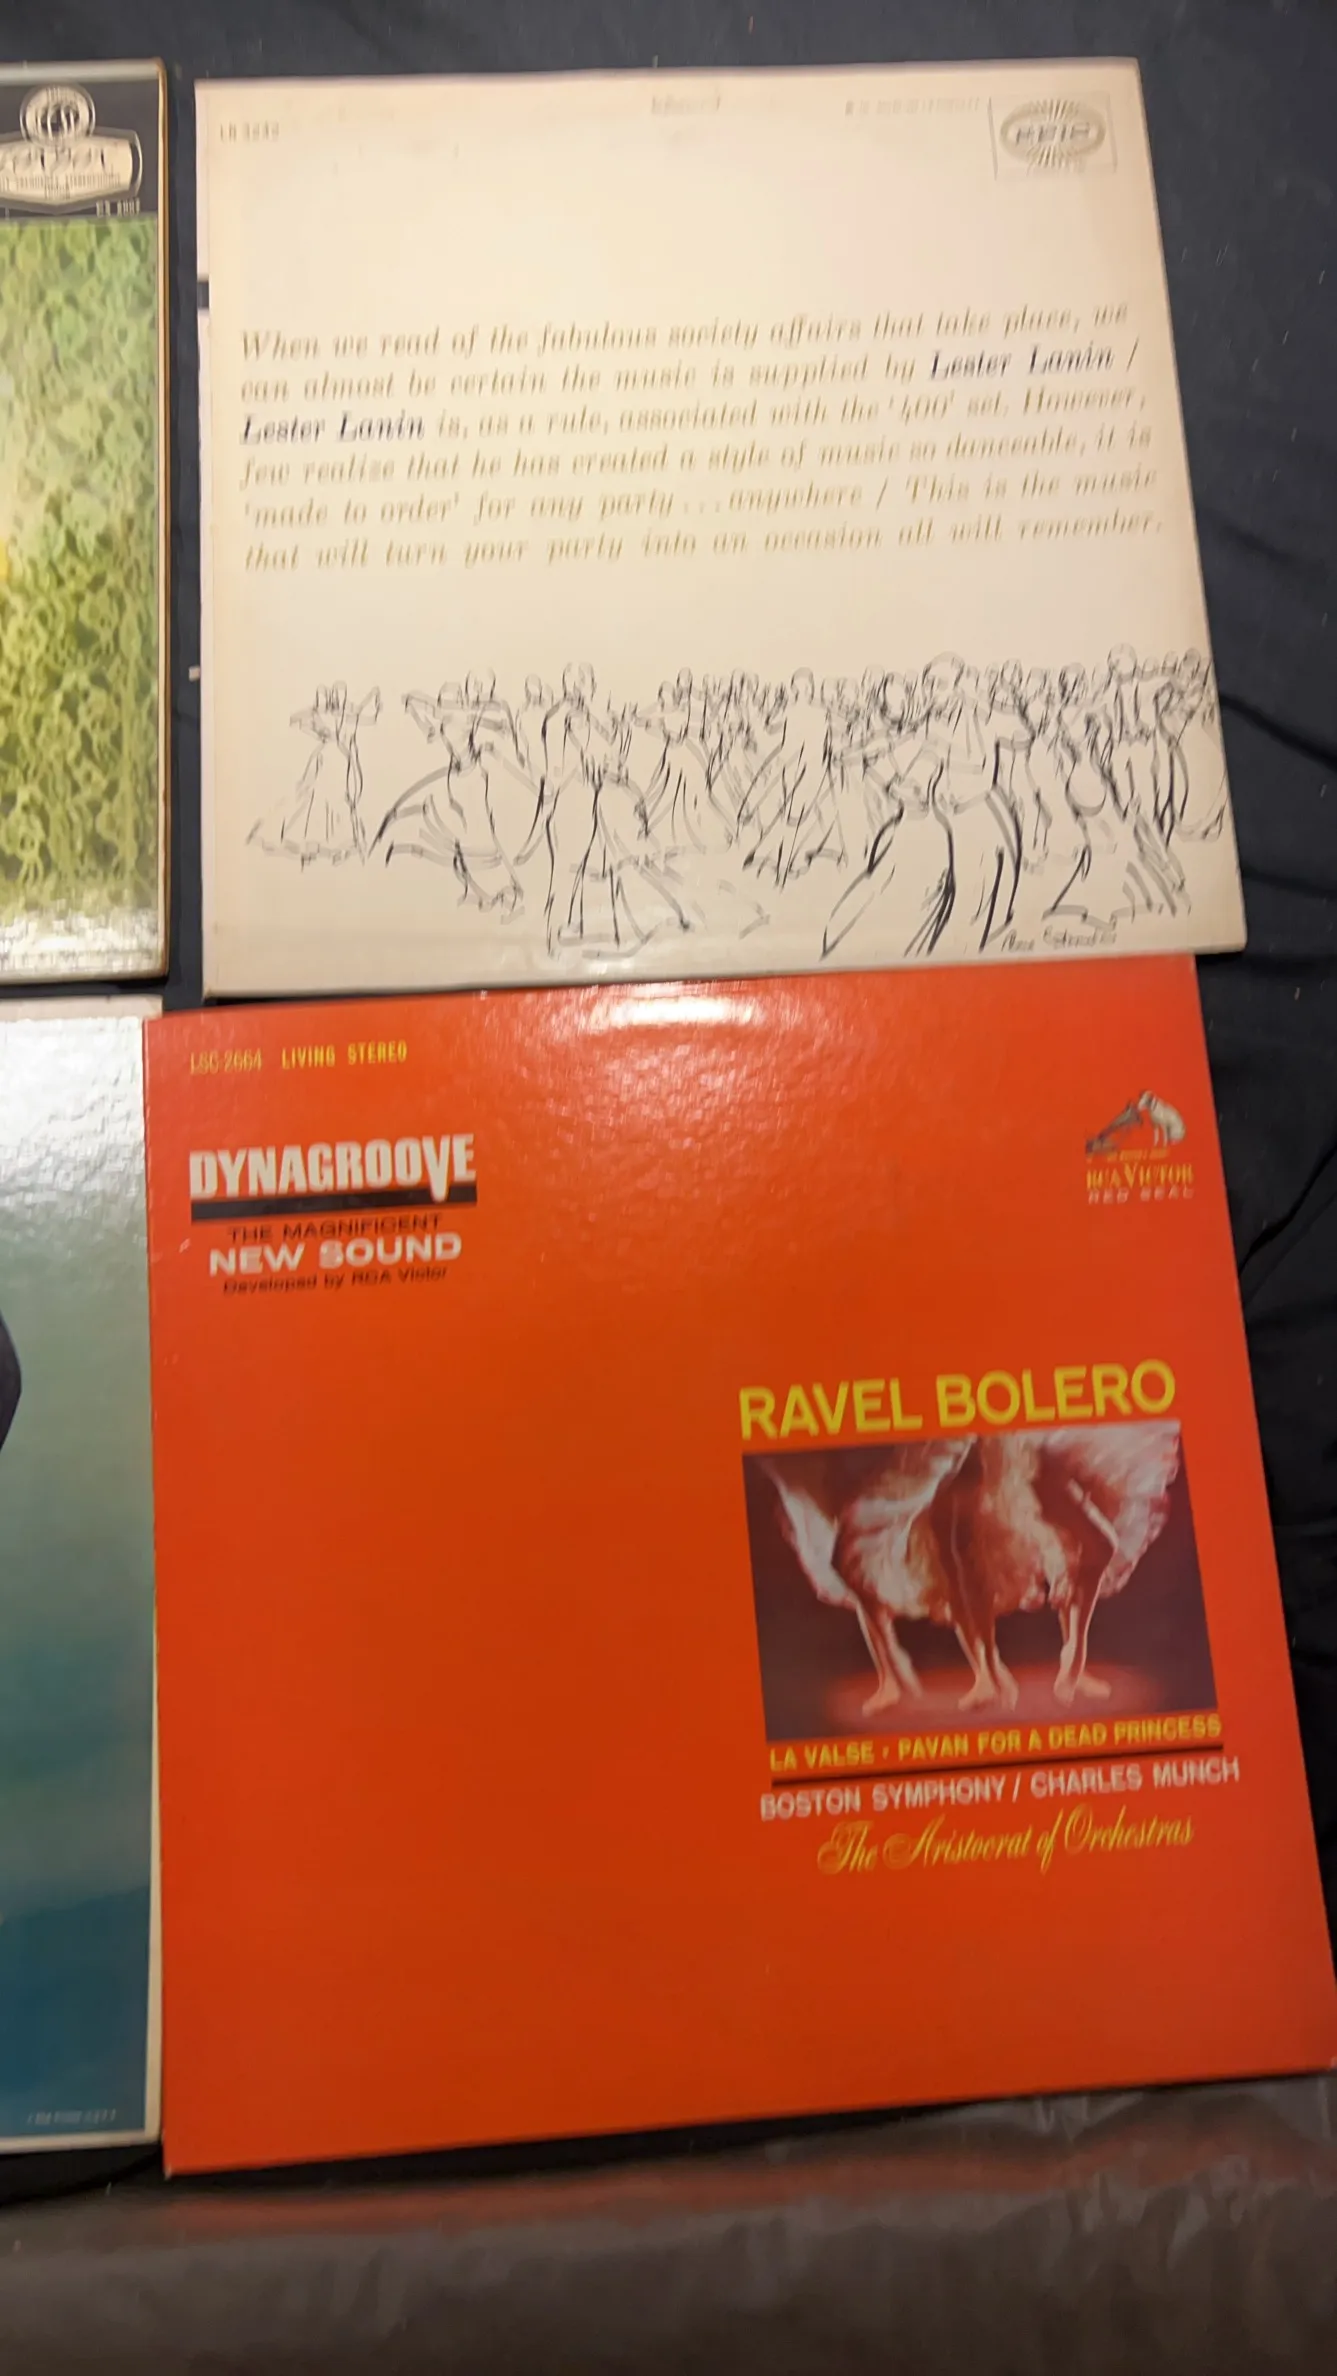 EPIC
When we read of the fabulous society affairs that take place, we
can almost be certain the music is supplied by Lester Lanin /
Lester Lanin is, as a rule, associated with the '400' set. However,
few realize that he has created a style of music so danceable, it is
'made to order' for any party...anywhere / This is the music
that will turn your party into an occasion all will remember.
LSC-2664 LIVING STEREO
DYNAGROOVE
THE MAGNIFICENT
NEW SOUND
Developed by RCA Victor
RCA VICTOR
RED SEAL
RAVEL BOLERO
LA VALSE • PAVAN FOR A DEAD PRINCESS
BOSTON SYMPHONY / CHARLES MUNCH
The Aristocrat of Orchestras